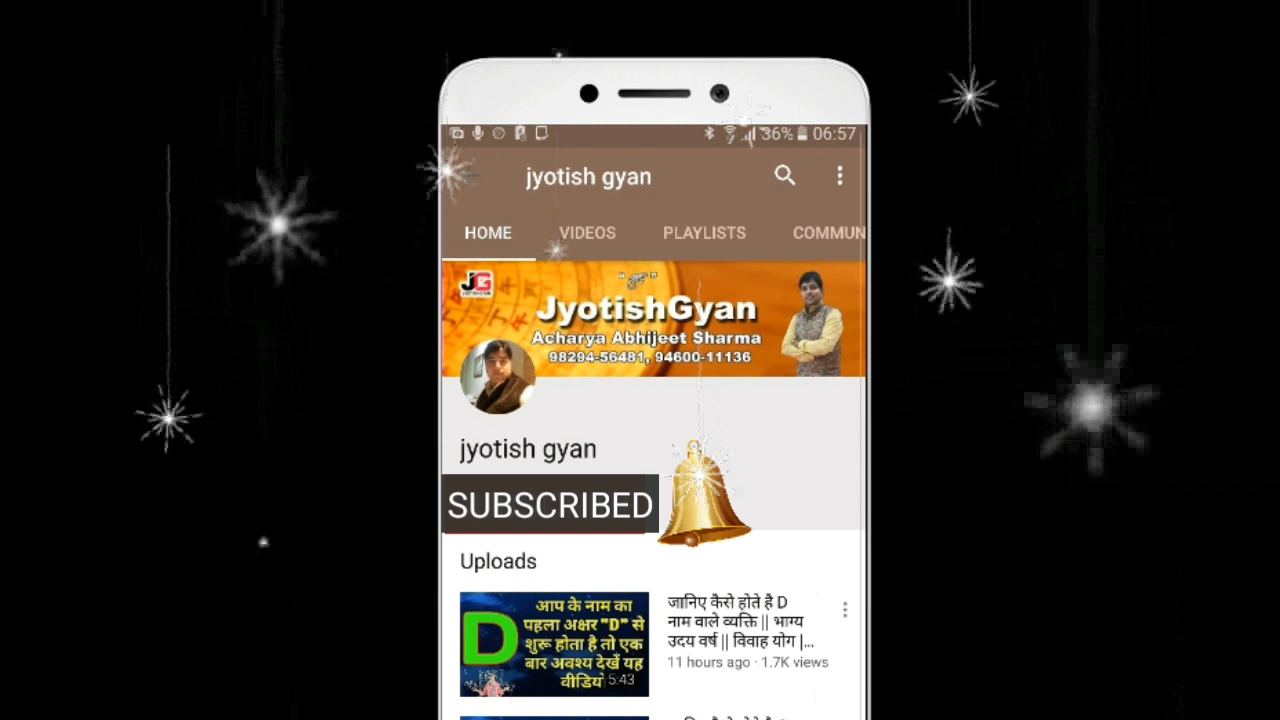 36% 06:57
jyotish gyan
HOME VIDEOS PLAYLISTS COMMUN
JG
JyotishGyan
Acharya Abhijeet Sharma
98294-56481, 94600-11136
jyotish gyan
SUBSCRIBED
Uploads
आप के नाम का
D पहला अक्षर "D" से
शुरू होता है तो एक
बार अवश्य देखें यह
वीडियो 5:43
जानिए कैसे होते है D
नाम वाले व्यक्ति || भाग्य
उदय वर्ष || विवाह योग |...
11 hours ago · 1.7K views